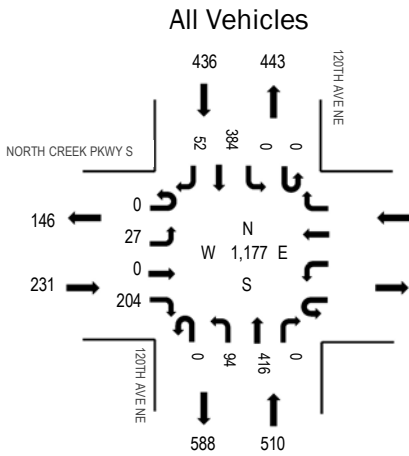 All Vehicles
436 443
120TH AVE NE
52 384 0 0
NORTH CREEK PKWY S
0
146
27
N
W 1,177 E
0
S
231
204
0 94 416 0
120TH AVE NE
588 510